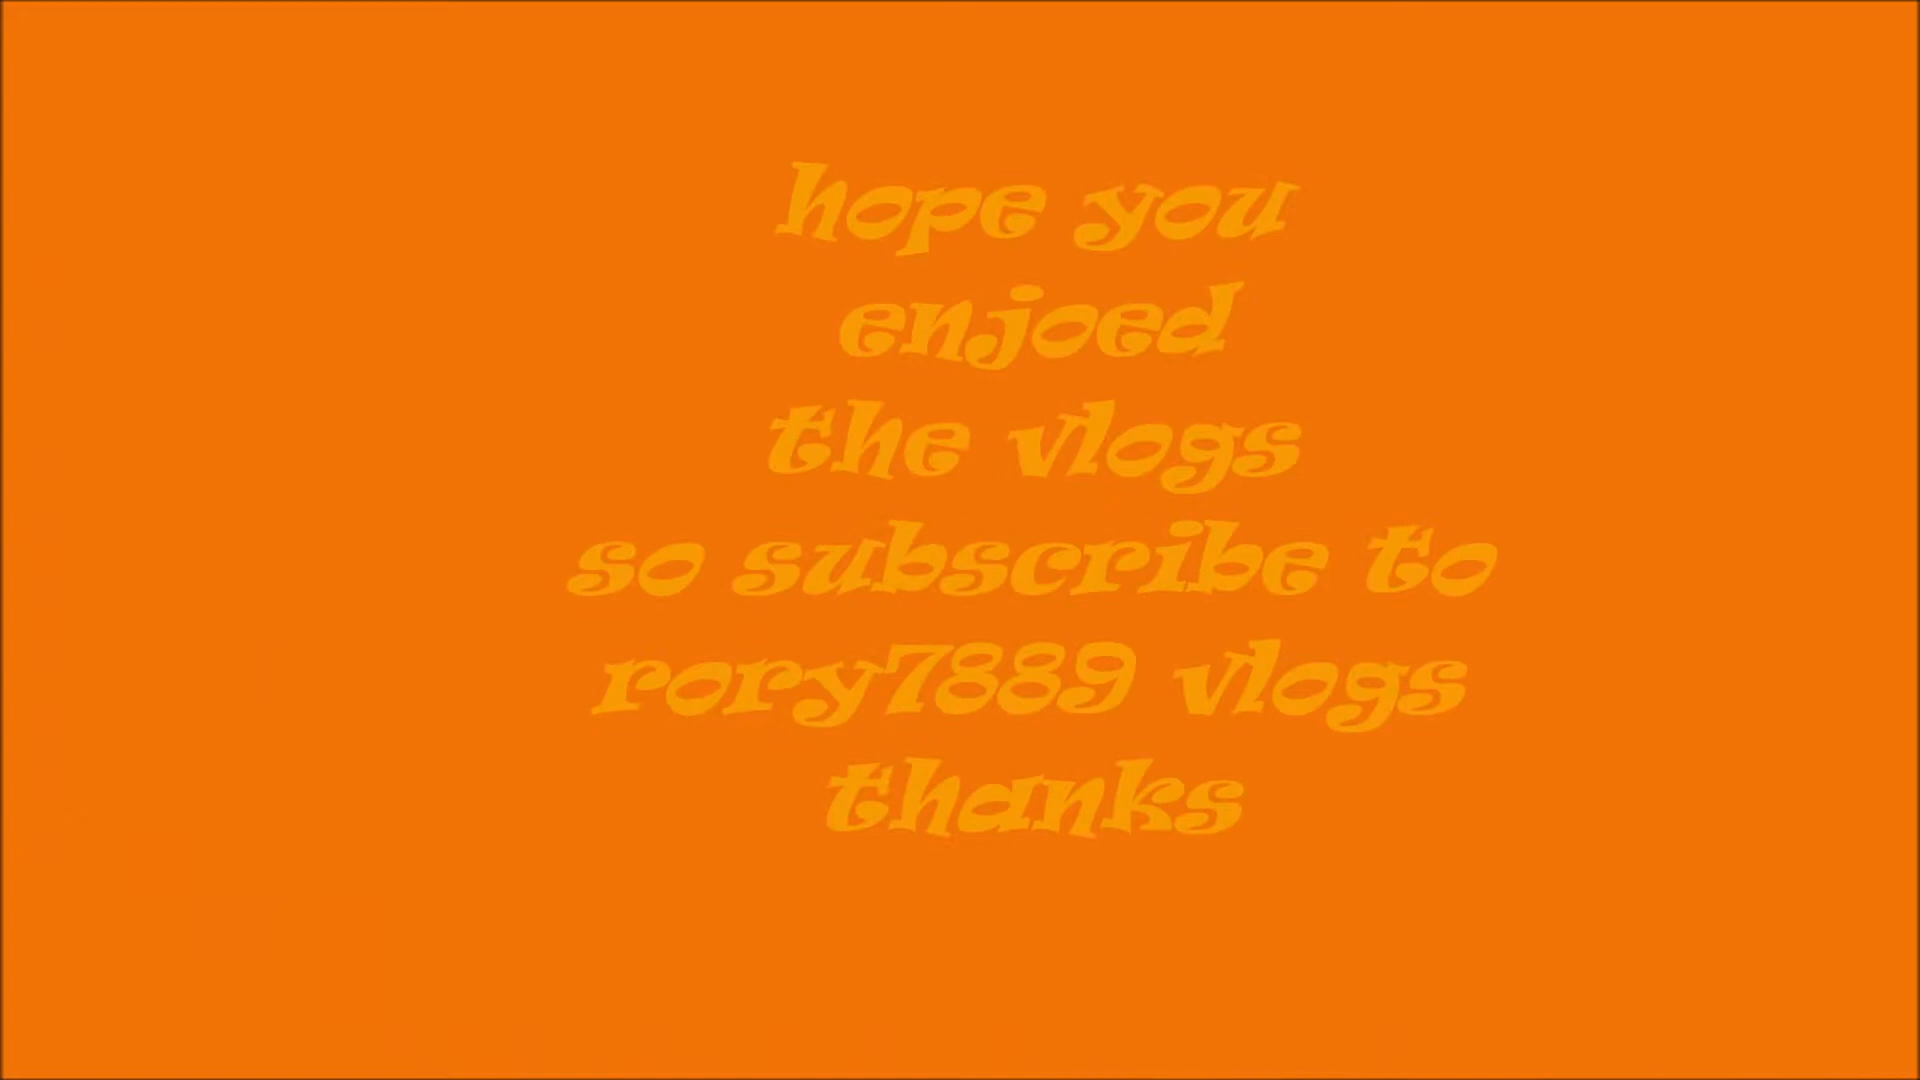 hope you
enjoed
the vlogs
so subscribe to
rory7889 vlogs
thanks